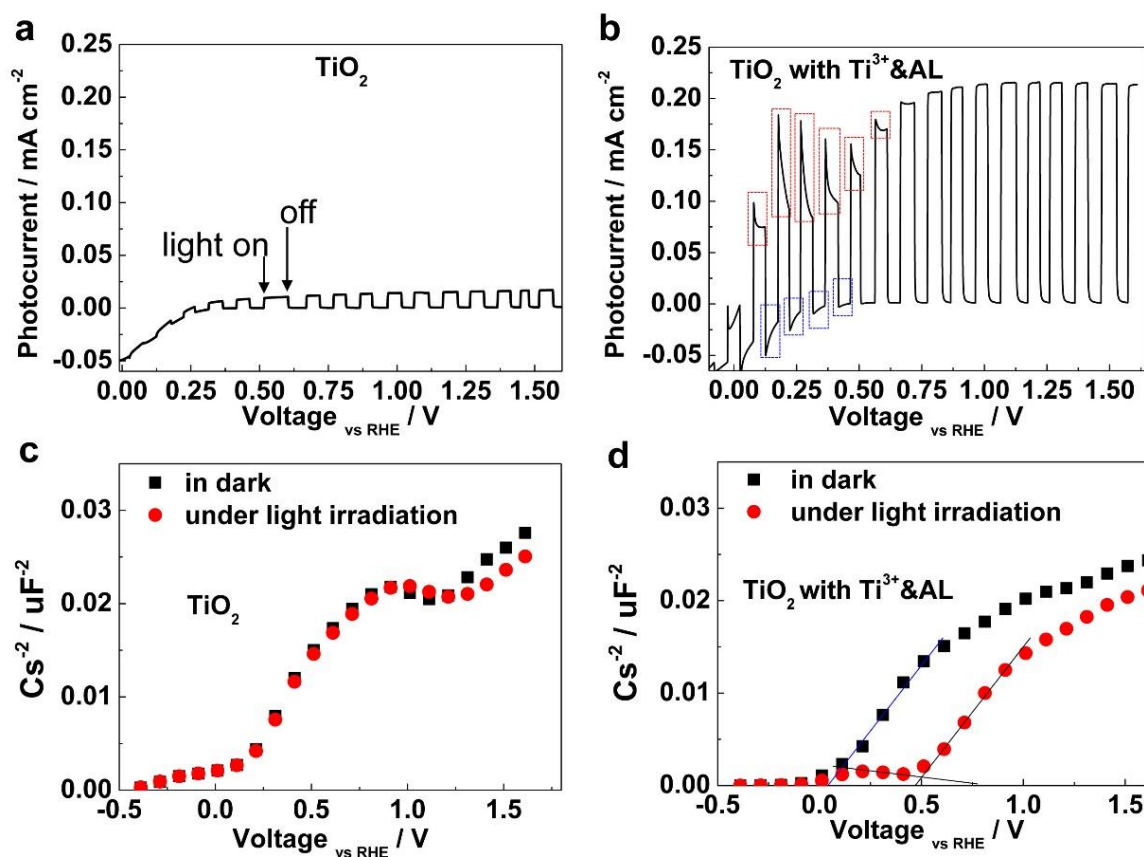 a
TiO2
0.25
0.20
0.15
0.10
0.05
0.00
-0.05
Photocurrent / mA cm-2
light on
off
0.00 0.25 0.50 0.75 1.00 1.25 1.50
Voltage vs RHE / V
b
TiO2 with Ti3+&AL
0.25
0.20
0.15
0.10
0.05
0.00
-0.05
Photocurrent / mA cm-2
0.00 0.25 0.50 0.75 1.00 1.25 1.50
Voltage vs RHE / V
c
in dark
under light irradiation
TiO2
0.03
0.02
0.01
0.00
Cs-2 / uF-2
-0.5 0.0 0.5 1.0 1.5
Voltage vs RHE / V
d
in dark
under light irradiation
TiO2 with Ti3+&AL
0.03
0.02
0.01
0.00
Cs-2 / uF-2
-0.5 0.0 0.5 1.0 1.5
Voltage vs RHE / V